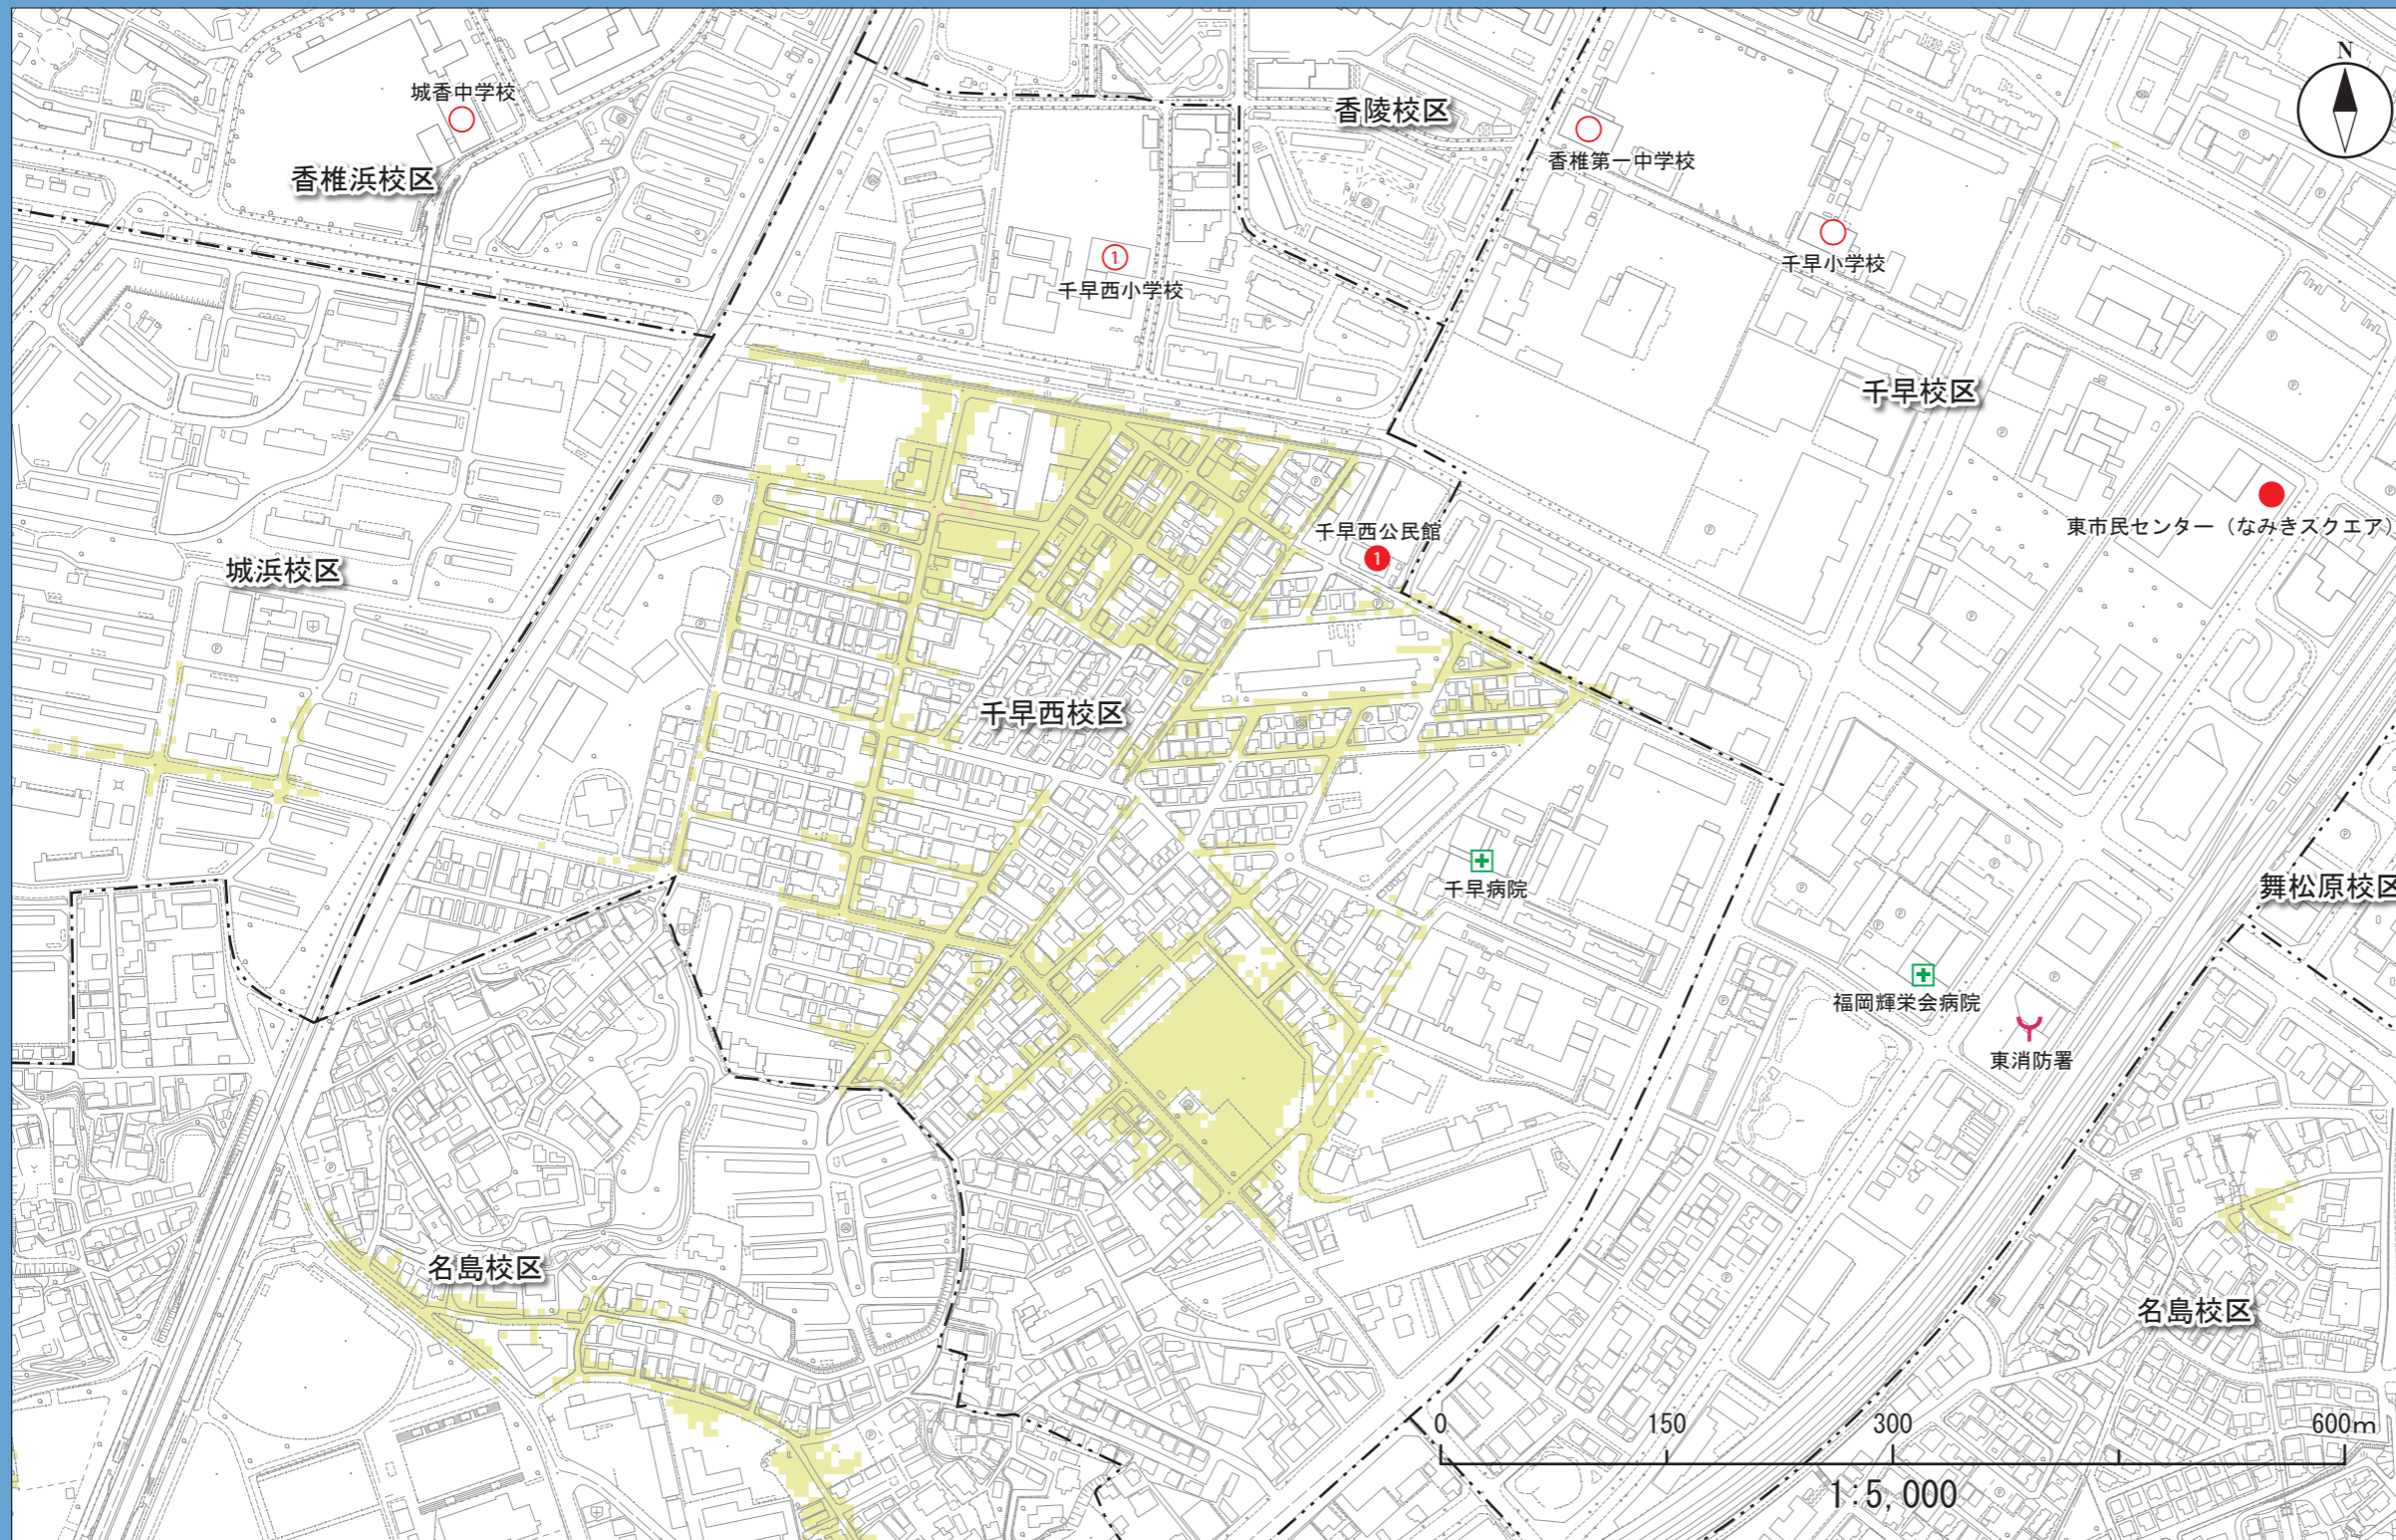 N
城香中学校
香椎浜校区
香陵校区
香椎第一中学校
千早小学校
1
千早西小学校
千早校区
東市民センター（なみきスクエア）
千早西公民館
1
城浜校区
千早西校区
千早病院
舞松原校区
福岡輝栄会病院
東消防署
名島校区
名島校区
0 150 300 600m
1:5,000